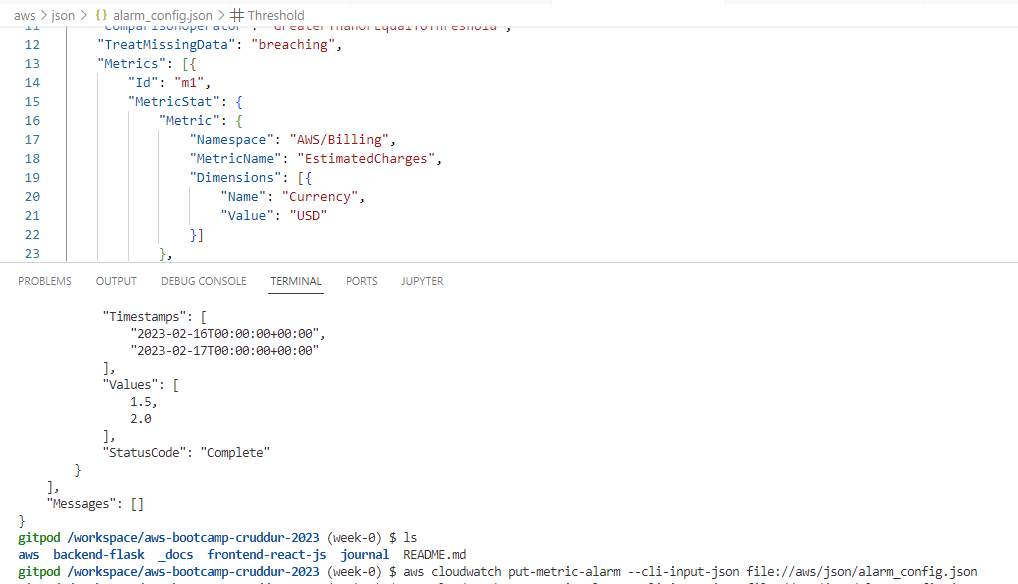 aws > json > {} alarm_config.json > # Threshold
11 "ComparisonOperator": "GreaterThanOrEqualToThreshold",
12 "TreatMissingData": "breaching",
13 "Metrics": [{
14 "Id": "m1",
15 "MetricStat": {
16 "Metric": {
17 "Namespace": "AWS/Billing",
18 "MetricName": "EstimatedCharges",
19 "Dimensions": [{
20 "Name": "Currency",
21 "Value": "USD"
22 }]
23 },
PROBLEMS OUTPUT DEBUG CONSOLE TERMINAL PORTS JUPYTER
"Timestamps": [
"2023-02-16T00:00:00+00:00",
"2023-02-17T00:00:00+00:00"
],
"Values": [
1.5,
2.0
],
"StatusCode": "Complete"
}
],
"Messages": []
}
gitpod /workspace/aws-bootcamp-cruddur-2023 (week-0) $ ls
aws backend-flask _docs frontend-react-js journal README.md
gitpod /workspace/aws-bootcamp-cruddur-2023 (week-0) $ aws cloudwatch put-metric-alarm --cli-input-json file://aws/json/alarm_config.json